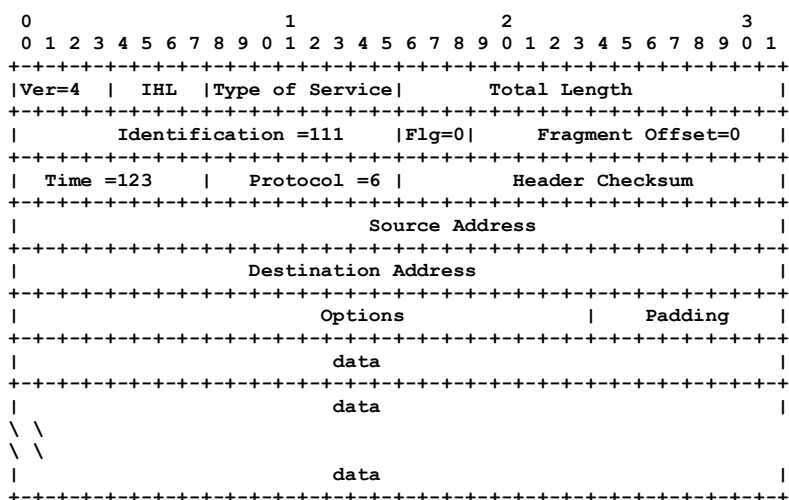 0                   1                   2                   3
 0 1 2 3 4 5 6 7 8 9 0 1 2 3 4 5 6 7 8 9 0 1 2 3 4 5 6 7 8 9 0 1
+-+-+-+-+-+-+-+-+-+-+-+-+-+-+-+-+-+-+-+-+-+-+-+-+-+-+-+-+-+-+-+-+
|Ver=4  |  IHL  |Type of Service|       Total Length            |
+-+-+-+-+-+-+-+-+-+-+-+-+-+-+-+-+-+-+-+-+-+-+-+-+-+-+-+-+-+-+-+-+
|        Identification =111    |Flg=0|     Fragment Offset=0   |
+-+-+-+-+-+-+-+-+-+-+-+-+-+-+-+-+-+-+-+-+-+-+-+-+-+-+-+-+-+-+-+-+
|  Time =123    |   Protocol =6 |         Header Checksum       |
+-+-+-+-+-+-+-+-+-+-+-+-+-+-+-+-+-+-+-+-+-+-+-+-+-+-+-+-+-+-+-+-+
|                             Source Address                    |
+-+-+-+-+-+-+-+-+-+-+-+-+-+-+-+-+-+-+-+-+-+-+-+-+-+-+-+-+-+-+-+-+
|                   Destination Address                         |
+-+-+-+-+-+-+-+-+-+-+-+-+-+-+-+-+-+-+-+-+-+-+-+-+-+-+-+-+-+-+-+-+
|                         Options               |    Padding    |
+-+-+-+-+-+-+-+-+-+-+-+-+-+-+-+-+-+-+-+-+-+-+-+-+-+-+-+-+-+-+-+-+
|                          data                                 |
+-+-+-+-+-+-+-+-+-+-+-+-+-+-+-+-+-+-+-+-+-+-+-+-+-+-+-+-+-+-+-+-+
|                          data                                 |
\ \
\ \
|                          data                                 |
+-+-+-+-+-+-+-+-+-+-+-+-+-+-+-+-+-+-+-+-+-+-+-+-+-+-+-+-+-+-+-+-+